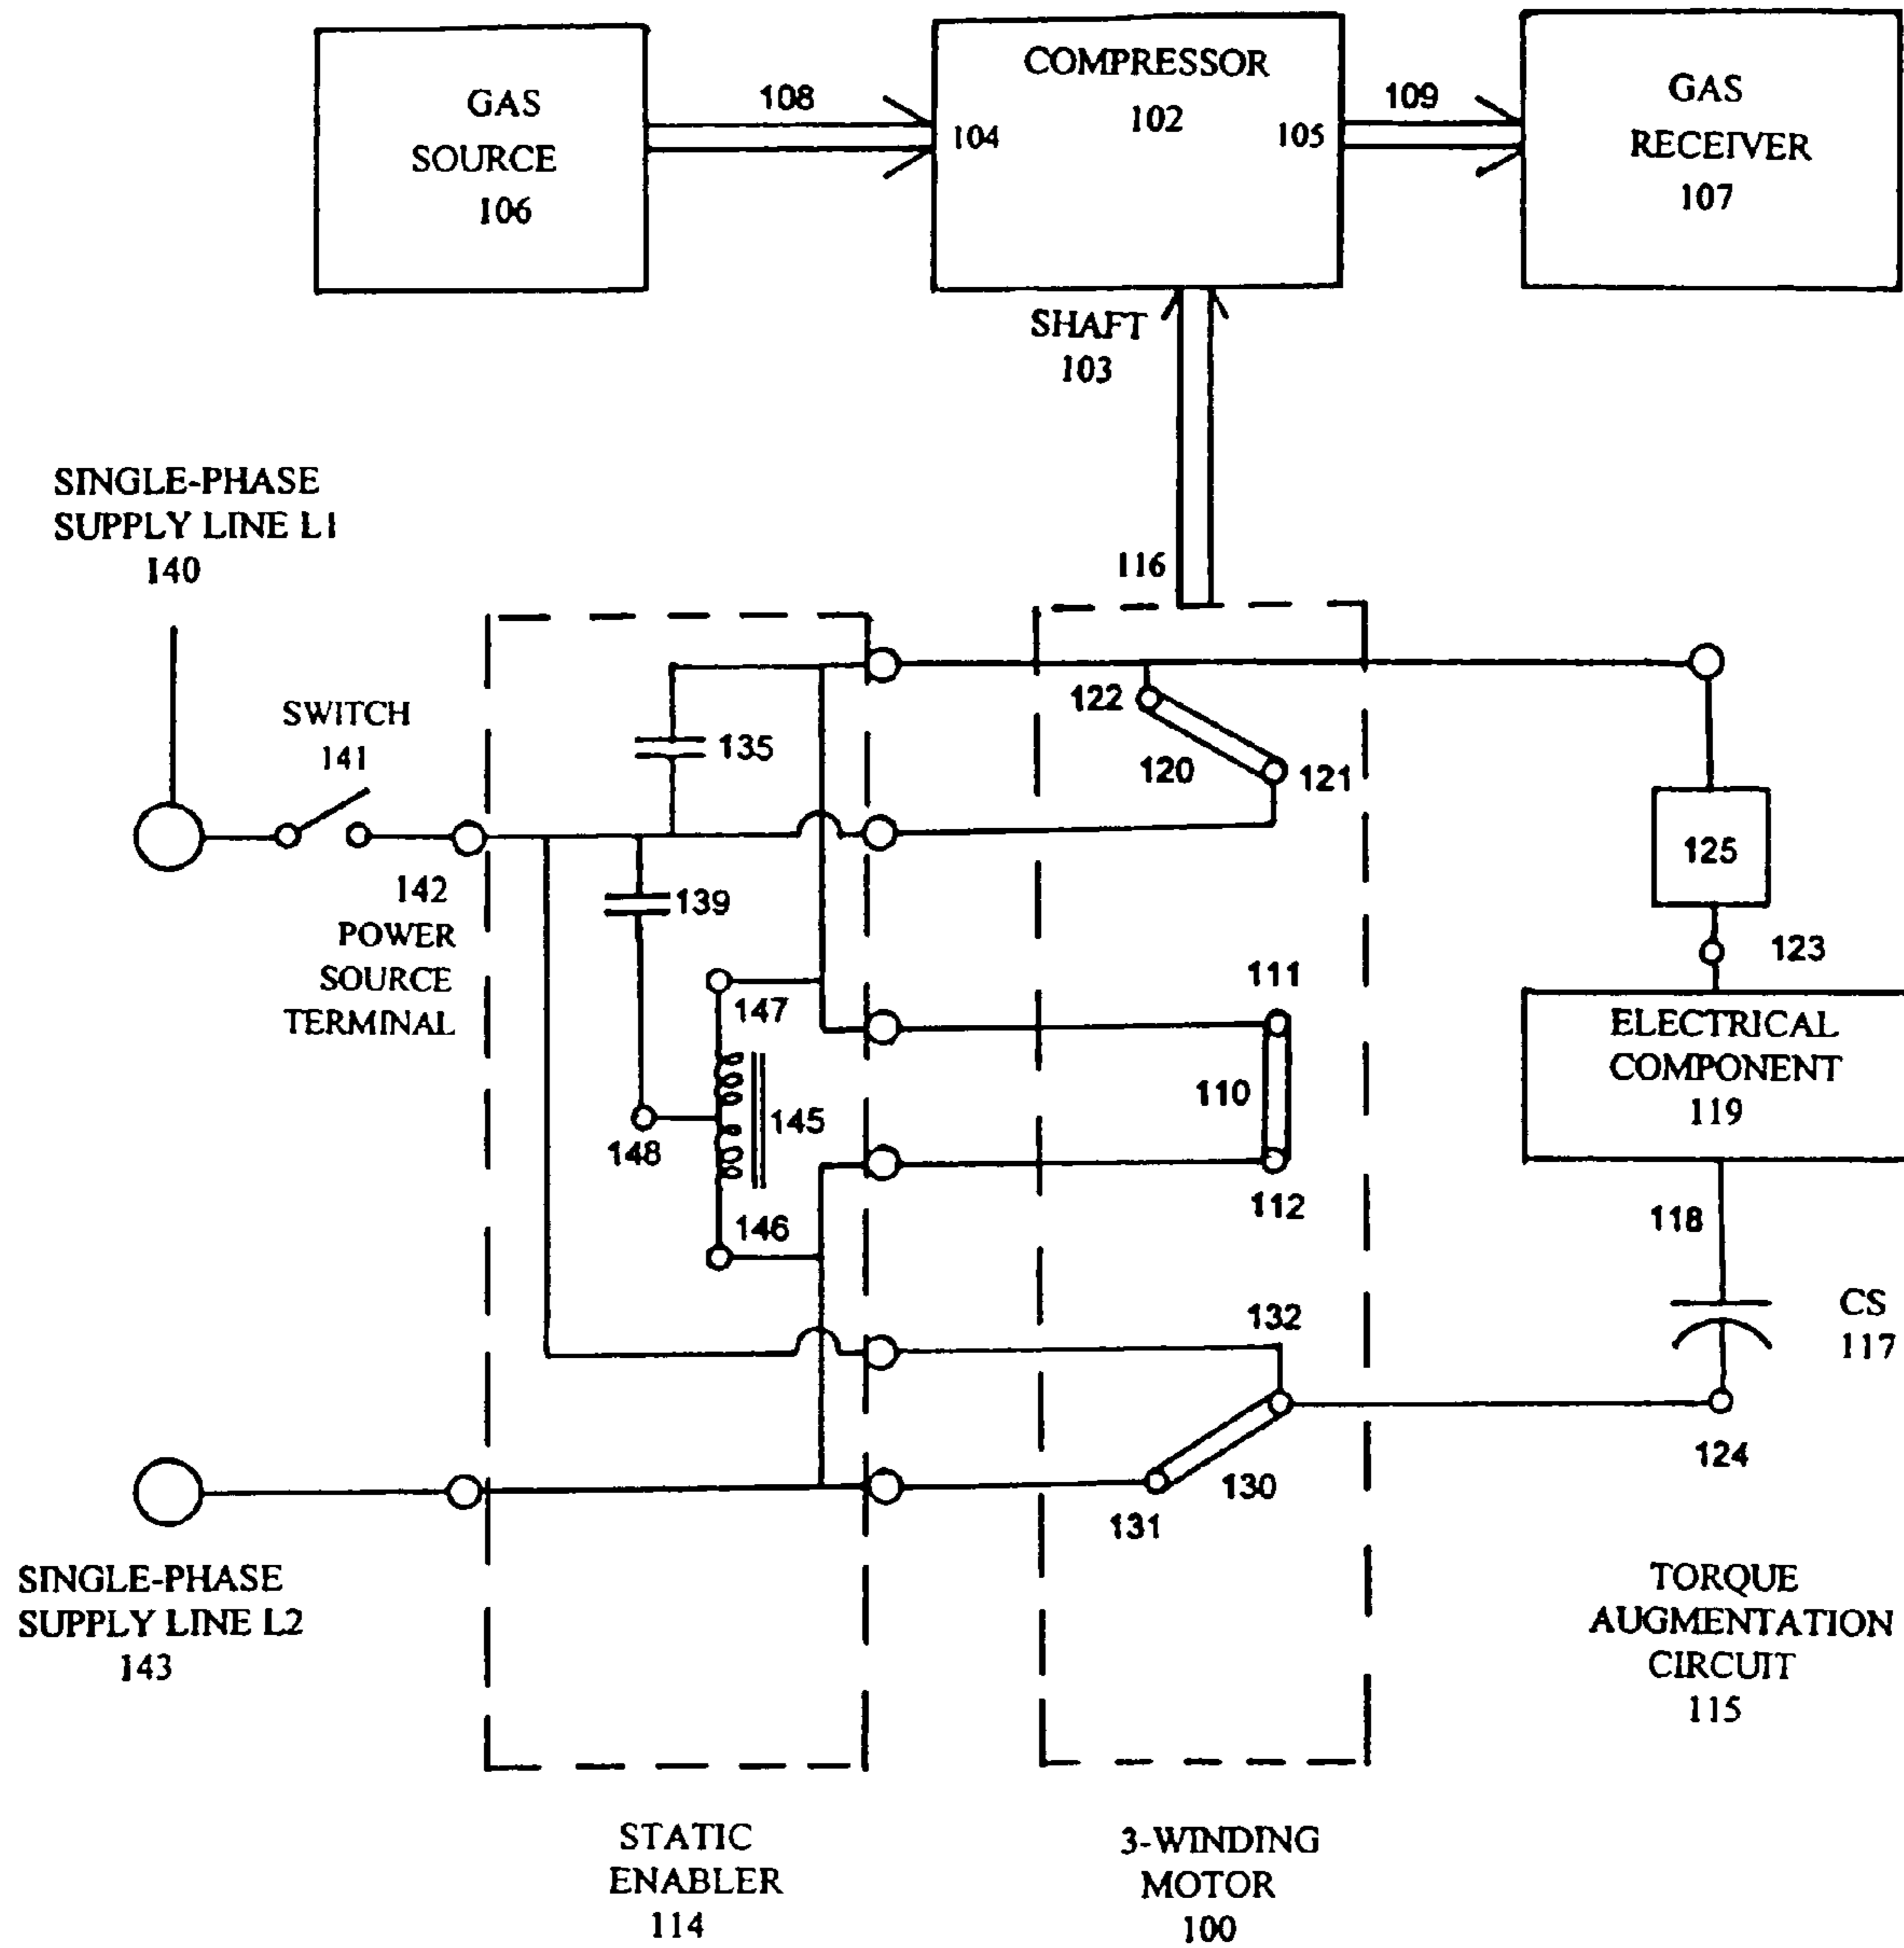 GAS
SOURCE
106
108
COMPRESSOR
102
104
105
109
GAS
RECEIVER
107
SHAFT
103
116
SINGLE-PHASE
SUPPLY LINE L1
140
SWITCH
141
142
POWER
SOURCE
TERMINAL
135
139
147
145
148
146
122
120
121
111
110
112
132
130
131
125
123
ELECTRICAL
COMPONENT
119
118
CS
117
124
SINGLE-PHASE
SUPPLY LINE L2
143
TORQUE
AUGMENTATION
CIRCUIT
115
STATIC
ENABLER
114
3-WINDING
MOTOR
100